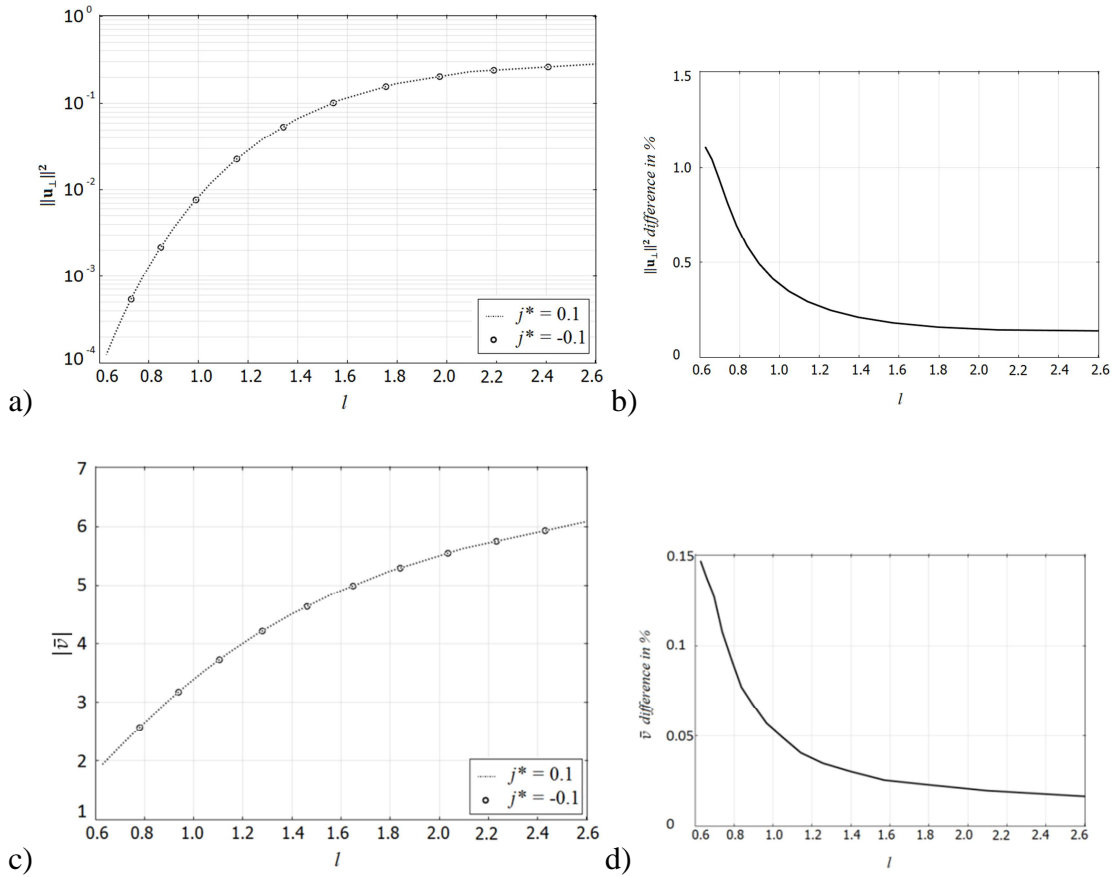 10^0
10^-1
10^-2
10^-3
10^-4
||u⊥||²
0.6 0.8 1.0 1.2 1.4 1.6 1.8 2.0 2.2 2.4 2.6
l
j* = 0.1
j* = -0.1
a)
1.5
1.0
0.5
0
||u⊥||² difference in %
0.6 0.8 1.0 1.2 1.4 1.6 1.8 2.0 2.2 2.4 2.6
l
b)
7
6
5
4
3
2
1
|v̄|
0.6 0.8 1.0 1.2 1.4 1.6 1.8 2.0 2.2 2.4 2.6
l
j* = 0.1
j* = -0.1
c)
0.15
0.1
0.05
0
v̄ difference in %
0.6 0.8 1.0 1.2 1.4 1.6 1.8 2.0 2.2 2.4 2.6
l
d)